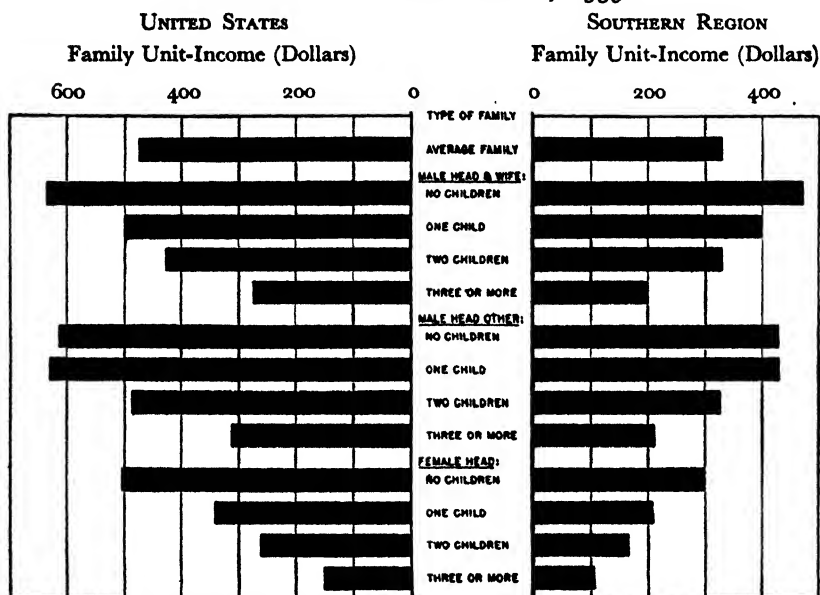 UNITED STATES
Family Unit-Income (Dollars)
SOUTHERN REGION
Family Unit-Income (Dollars)
600 400 200 0
0 200 400
TYPE OF FAMILY
AVERAGE FAMILY
MALE HEAD & WIFE:
NO CHILDREN
ONE CHILD
TWO CHILDREN
THREE OR MORE
MALE HEAD OTHER:
NO CHILDREN
ONE CHILD
TWO CHILDREN
THREE OR MORE
FEMALE HEAD:
NO CHILDREN
ONE CHILD
TWO CHILDREN
THREE OR MORE